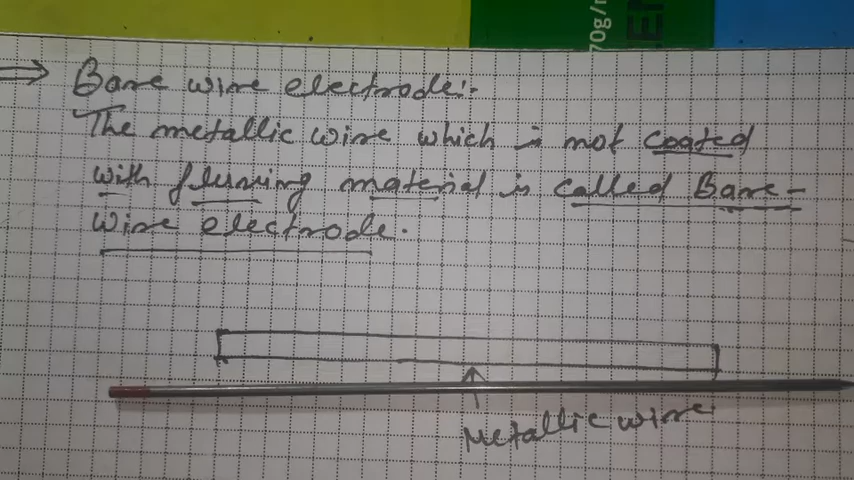 70g/m
⇒ Bare wire electrode:-
The metallic wire which is not coated
with fluxing material is called Bare-
wire electrode.
Metallic wire